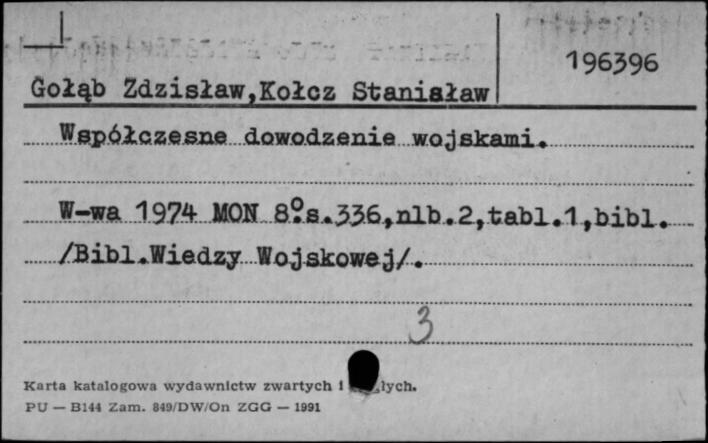 196396
Gołąb Zdzisław,Kołcz Stanisław
Współczesne dowodzenie wojskami.
W-wa 1974 MON 8°.s.336,nlb.2,tabl.1,bibl.
/Bibl.Wiedzy Wojskowej/.
3
Karta katalogowa wydawnictw zwartych i
PU — B144 Zam. 849/DW/On ZGG — 1991